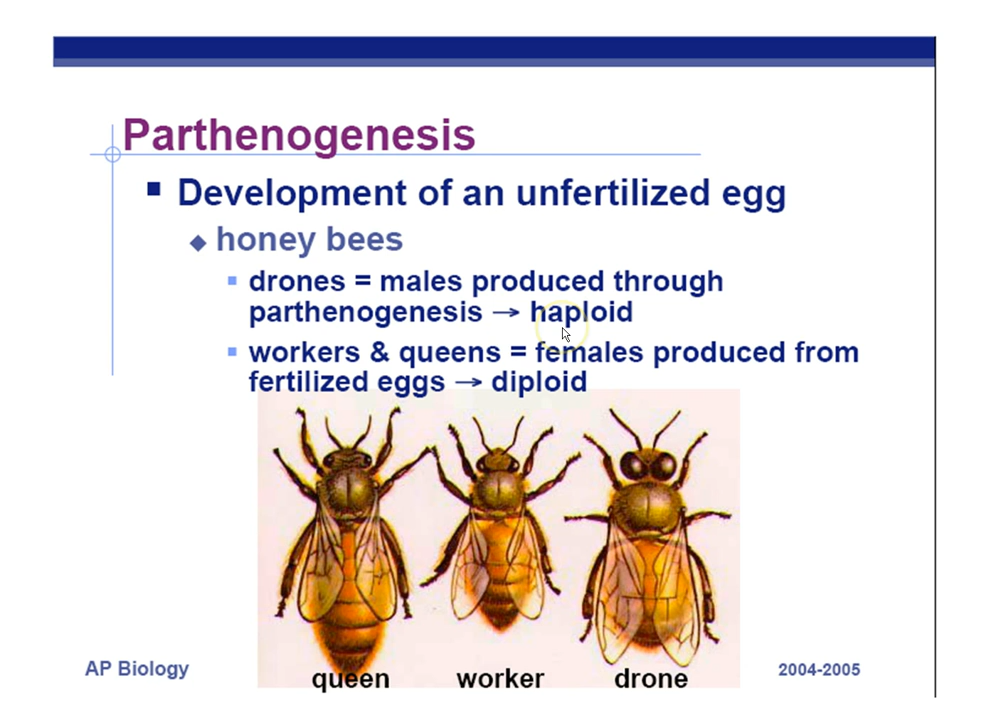 Parthenogenesis
Development of an unfertilized egg
honey bees
drones = males produced through
parthenogenesis → haploid
workers & queens = females produced from
fertilized eggs → diploid
queen worker drone
AP Biology 2004-2005